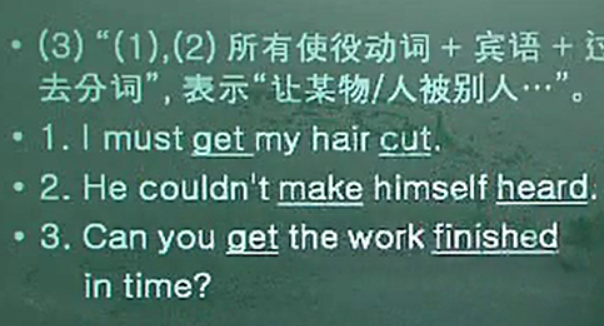 • (3) “(1),(2) 所有使役动词 + 宾语 + 过
去分词”, 表示“让某物/人被别人…”。
• 1. I must get my hair cut.
• 2. He couldn't make himself heard.
• 3. Can you get the work finished
in time?